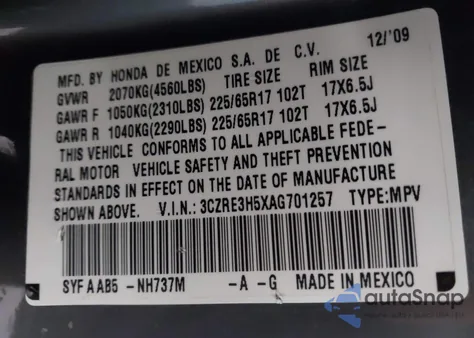 MFD. BY HONDA DE MEXICO S.A. DE C.V. 12/'09
GVWR 2070KG(4560LBS) TIRE SIZE RIM SIZE
GAWR F 1050KG(2310LBS) 225/65R17 102T 17X6.5J
GAWR R 1040KG(2290LBS) 225/65R17 102T 17X6.5J
THIS VEHICLE CONFORMS TO ALL APPLICABLE FEDE-
RAL MOTOR VEHICLE SAFETY AND THEFT PREVENTION
STANDARDS IN EFFECT ON THE DATE OF MANUFACTURE
SHOWN ABOVE. V.I.N.: 3CZRE3H5XAG701257 TYPE:MPV
SYFAAB5 -NH737M -A -G MADE IN MEXICO
autoSnap